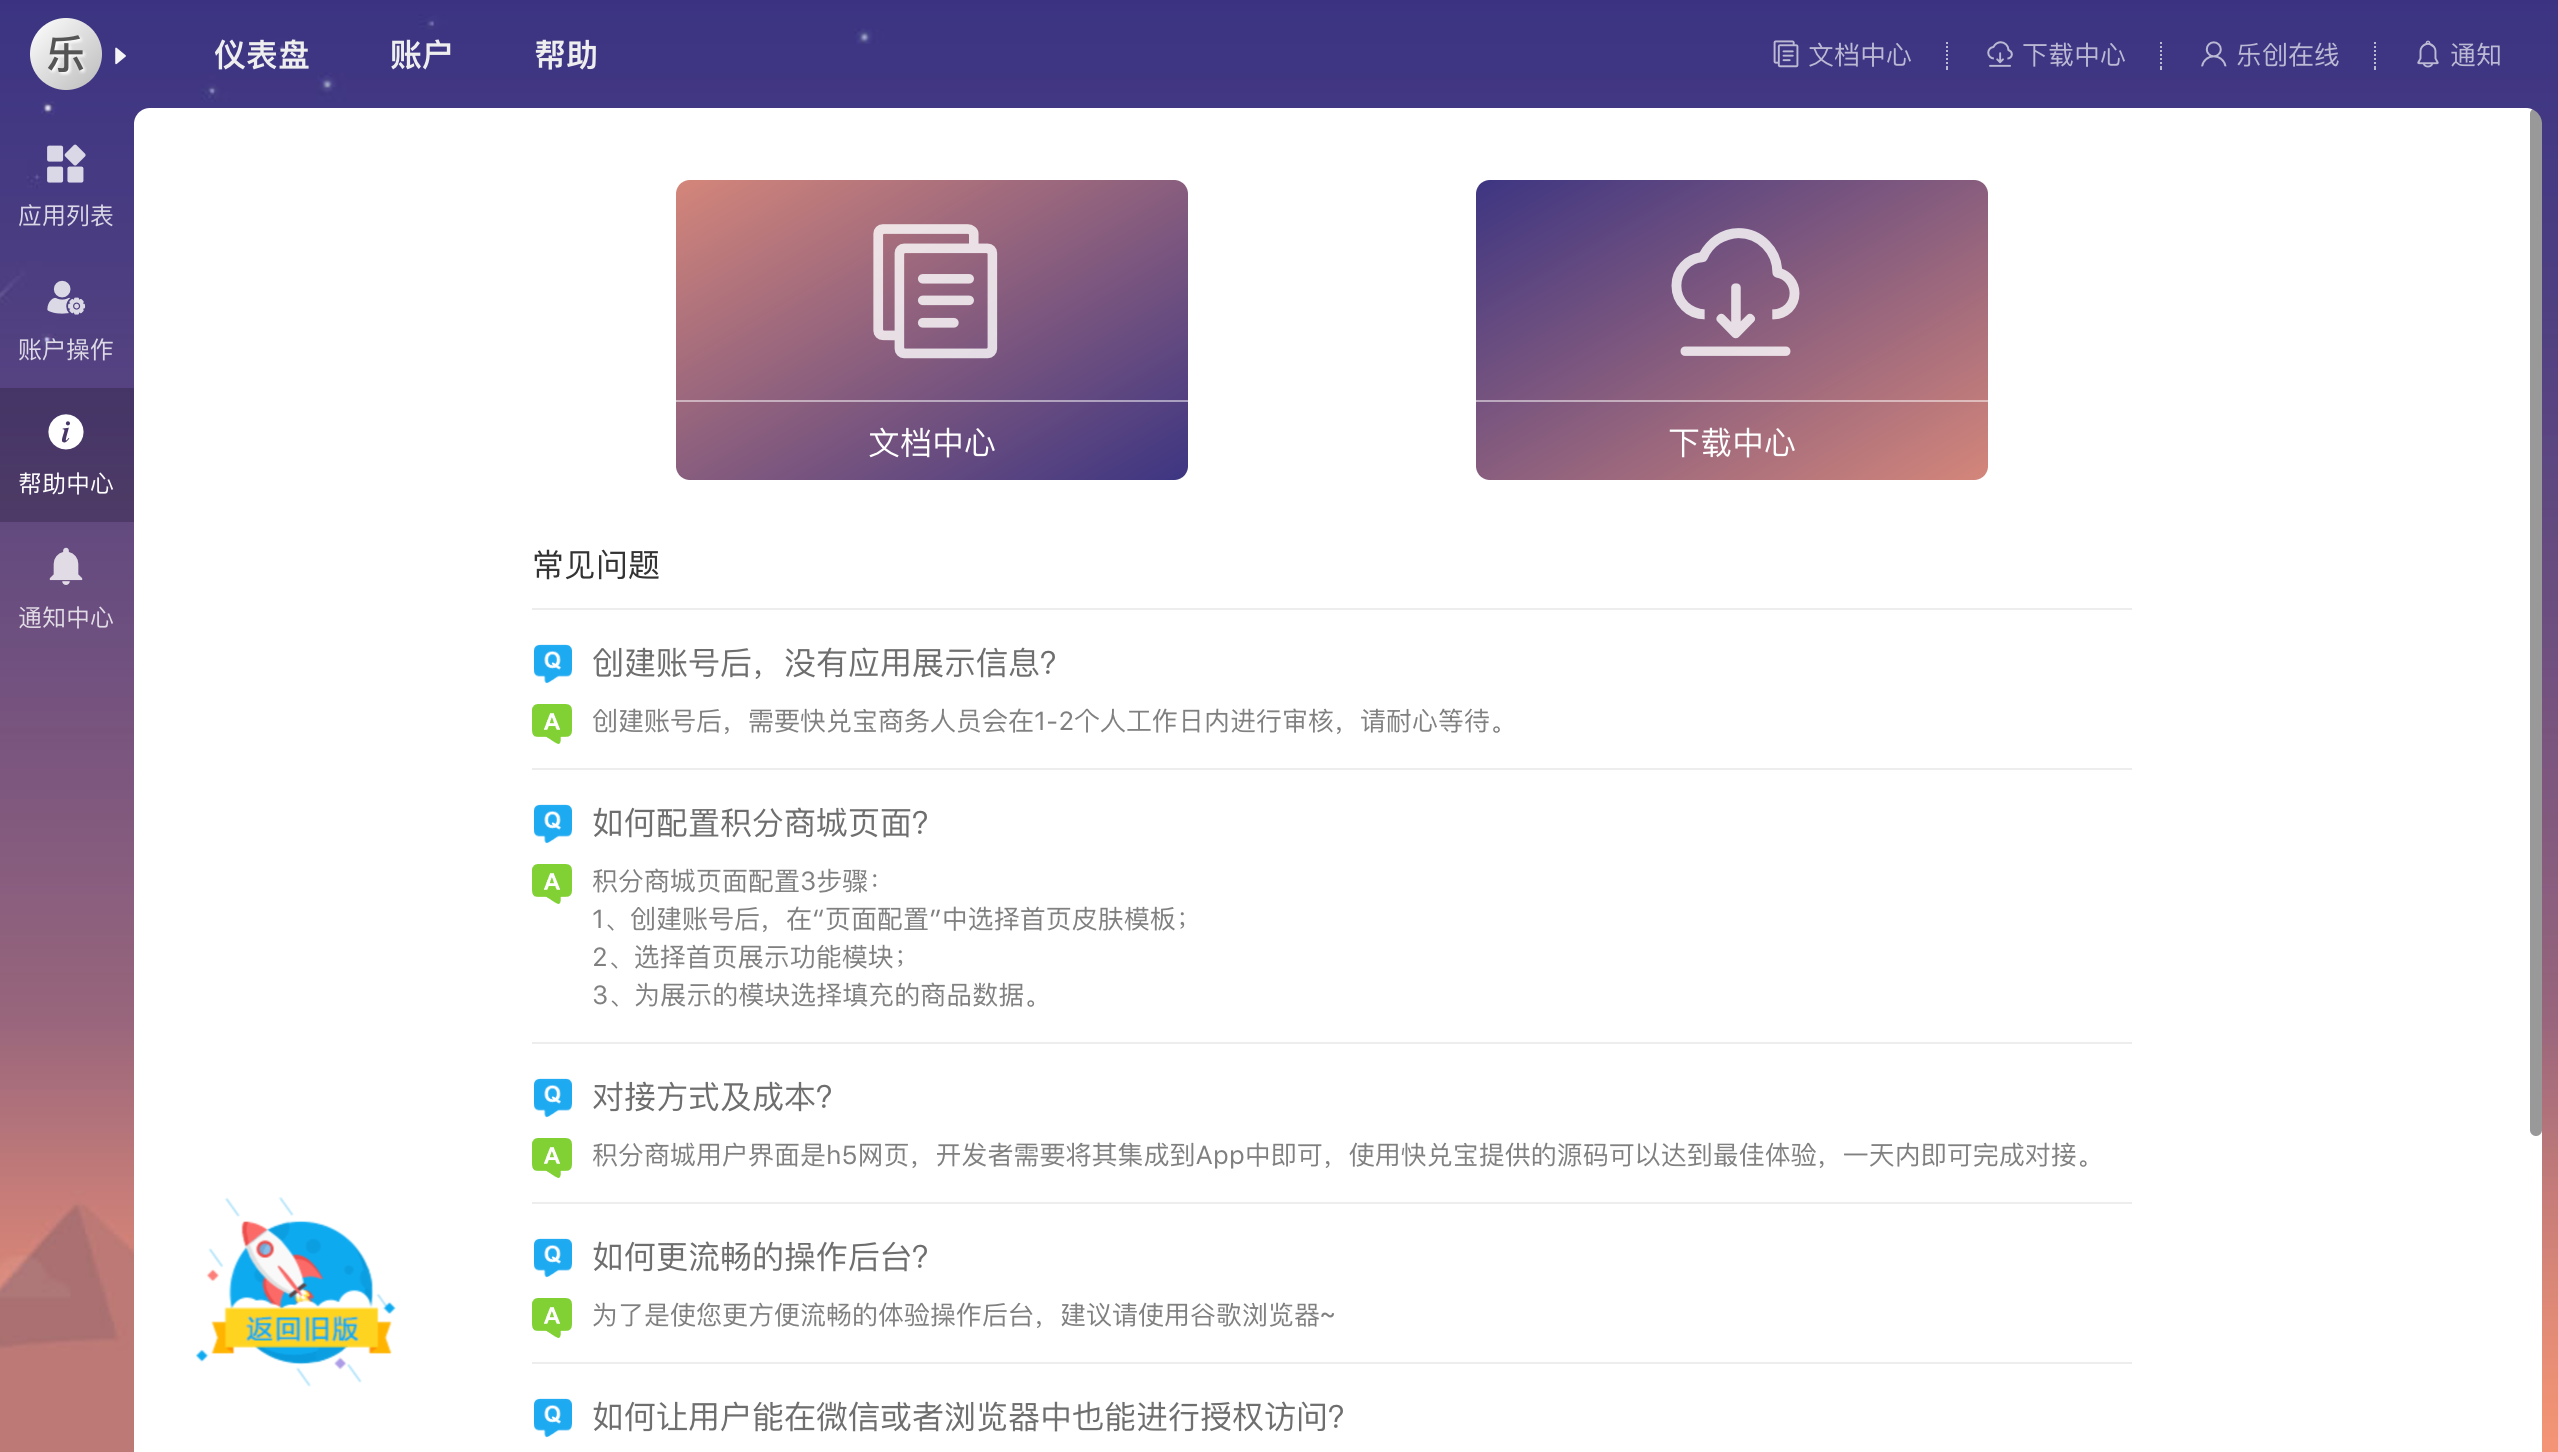 乐
仪表盘
账户
帮助
文档中心
下载中心
乐创在线
通知
应用列表
账户操作
帮助中心
通知中心
文档中心
下载中心
常见问题
Q 创建账号后，没有应用展示信息?
A 创建账号后，需要快兑宝商务人员会在1-2个人工作日内进行审核，请耐心等待。
Q 如何配置积分商城页面?
A 积分商城页面配置3步骤：
1、创建账号后，在“页面配置”中选择首页皮肤模板；
2、选择首页展示功能模块；
3、为展示的模块选择填充的商品数据。
Q 对接方式及成本?
A 积分商城用户界面是h5网页，开发者需要将其集成到App中即可，使用快兑宝提供的源码可以达到最佳体验，一天内即可完成对接。
Q 如何更流畅的操作后台?
A 为了是使您更方便流畅的体验操作后台，建议请使用谷歌浏览器~
Q 如何让用户能在微信或者浏览器中也能进行授权访问?
返回旧版